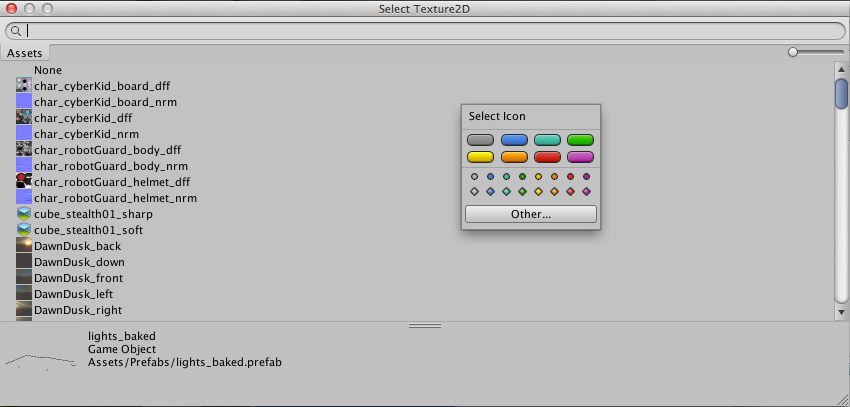 Select Texture2D
Assets
None
char_cyberKid_board_dff
char_cyberKid_board_nrm
char_cyberKid_dff
char_cyberKid_nrm
char_robotGuard_body_dff
char_robotGuard_body_nrm
char_robotGuard_helmet_dff
char_robotGuard_helmet_nrm
cube_stealth01_sharp
cube_stealth01_soft
DawnDusk_back
DawnDusk_down
DawnDusk_front
DawnDusk_left
DawnDusk_right
Select Icon
Other...
lights_baked
Game Object
Assets/Prefabs/lights_baked.prefab